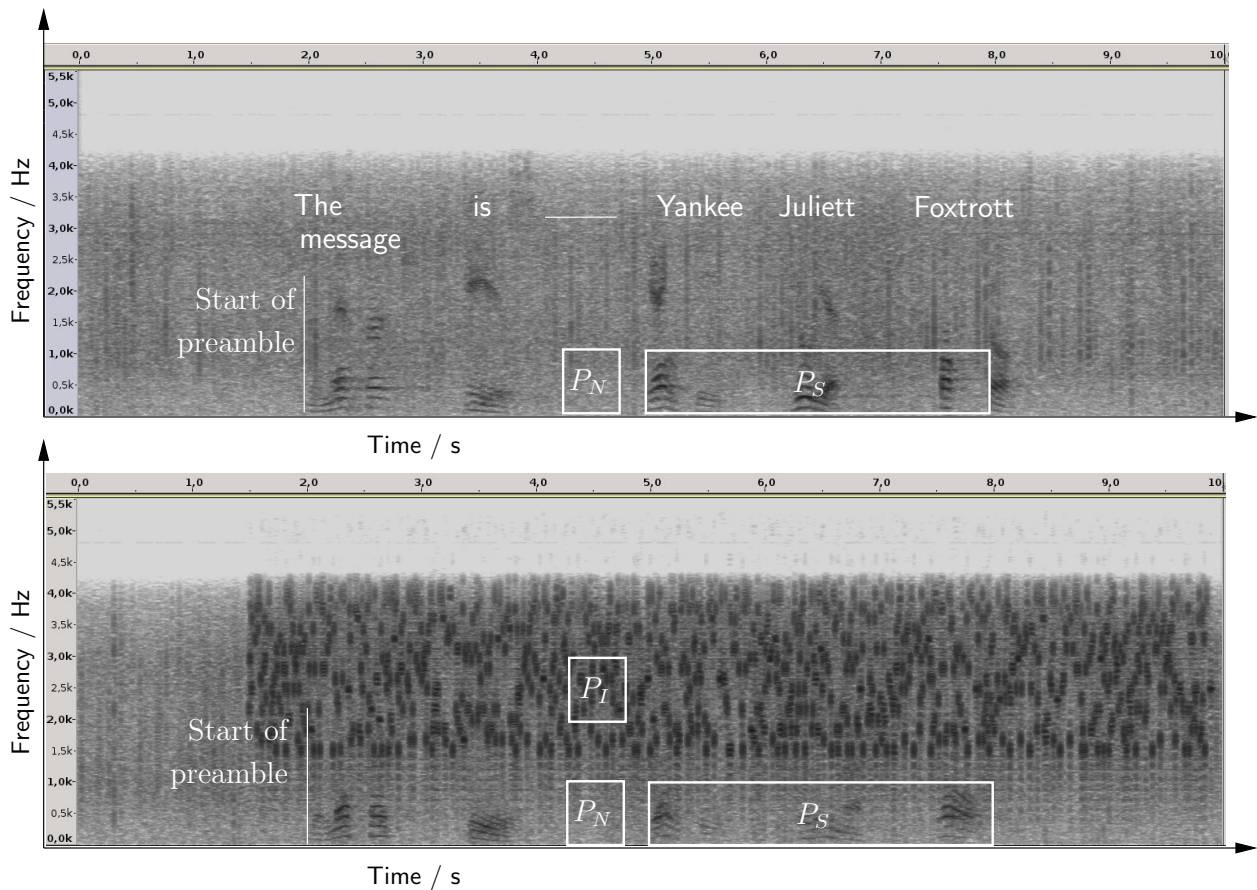 0,0 1,0 2,0 3,0 4,0 5,0 6,0 7,0 8,0 9,0 10,
5,5k
5,0k
4,5k
4,0k
3,5k
3,0k
2,5k
2,0k
1,5k
1,0k
0,5k
0,0k
Frequency / Hz
The message
is
Yankee
Juliett
Foxtrott
Start of
preamble
P_N
P_S
Time / s
0,0 1,0 2,0 3,0 4,0 5,0 6,0 7,0 8,0 9,0 10,
5,5k
5,0k
4,5k
4,0k
3,5k
3,0k
2,5k
2,0k
1,5k
1,0k
0,5k
0,0k
Frequency / Hz
Start of
preamble
P_I
P_N
P_S
Time / s